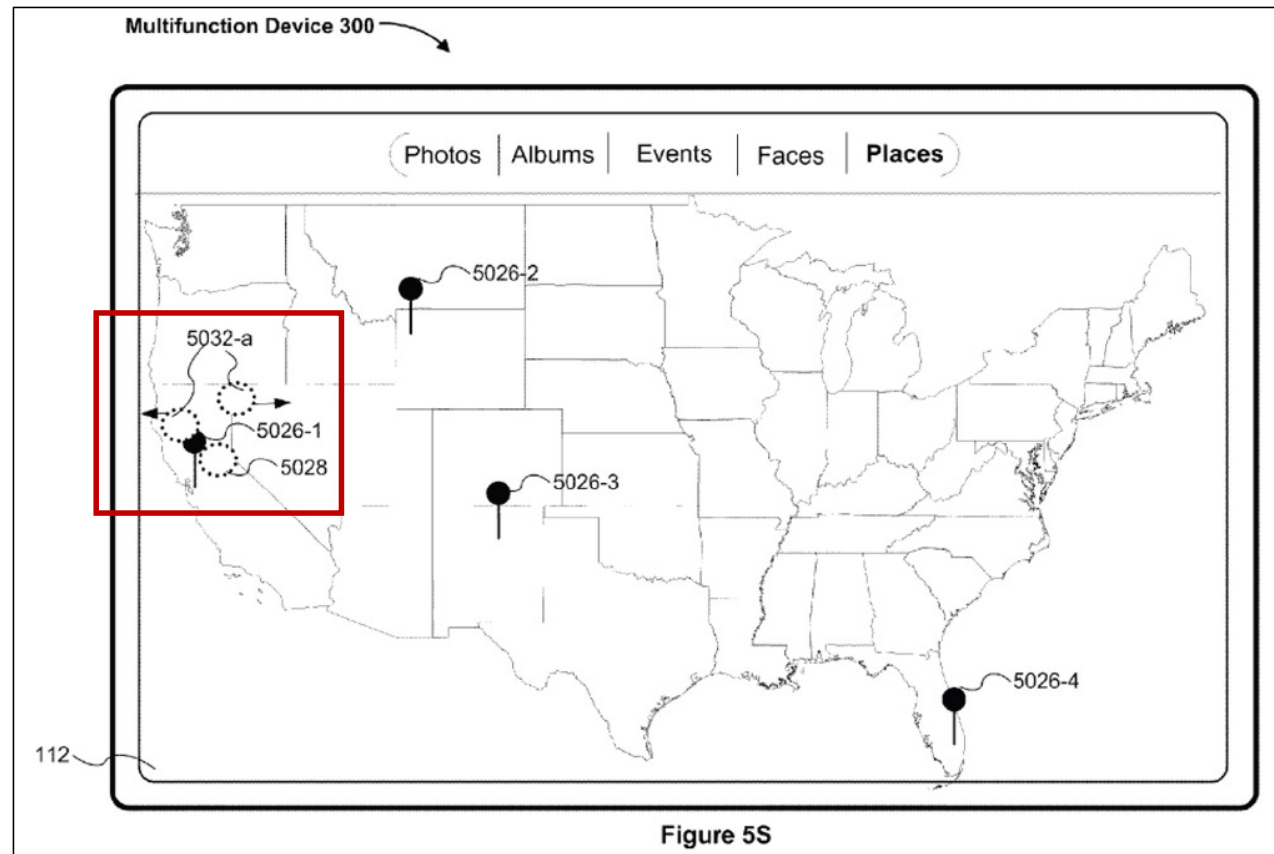 Multifunction Device 300
Photos Albums Events Faces Places
5026-2
5032-a
5026-1
5028
5026-3
5026-4
112
Figure 5S